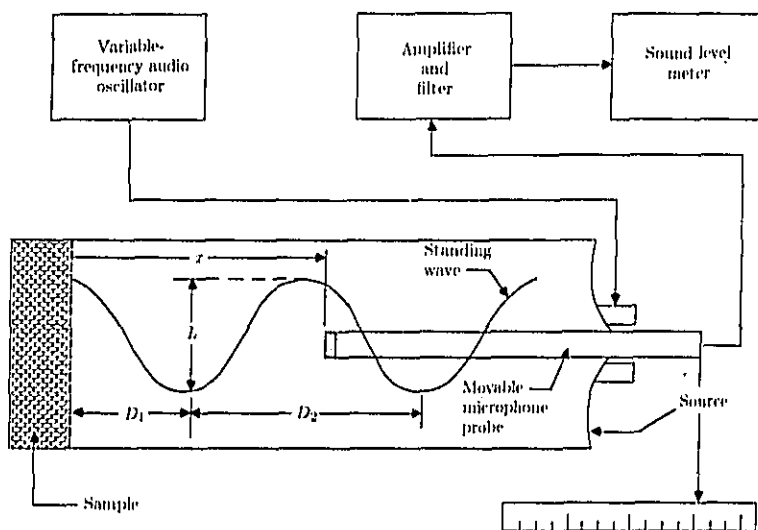 Variable-
frequency audio
oscillator
Amplifier
and
filter
Sound level
meter
x
Standing
wave
L
D1
D2
Movable
microphone
probe
Source
Sample